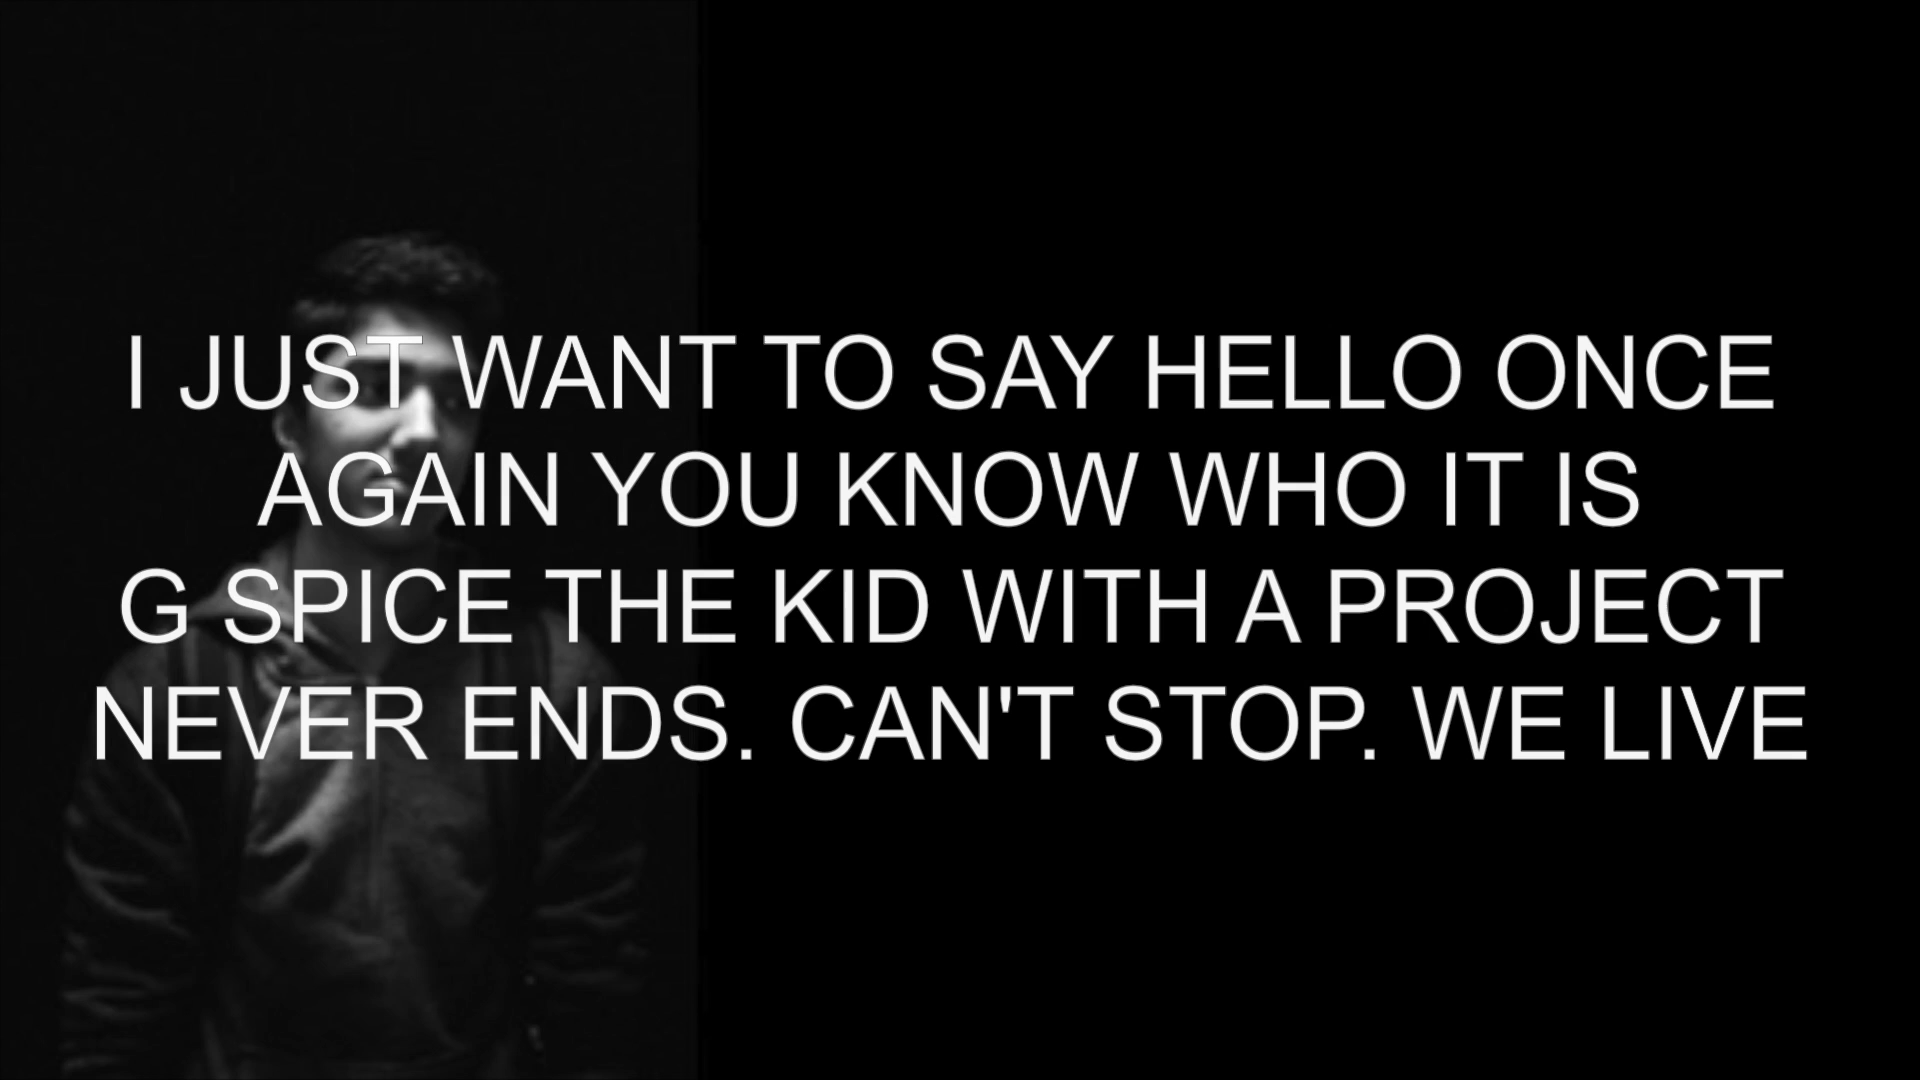 I JUST WANT TO SAY HELLO ONCE
AGAIN YOU KNOW WHO IT IS
G SPICE THE KID WITH A PROJECT
NEVER ENDS. CAN'T STOP. WE LIVE